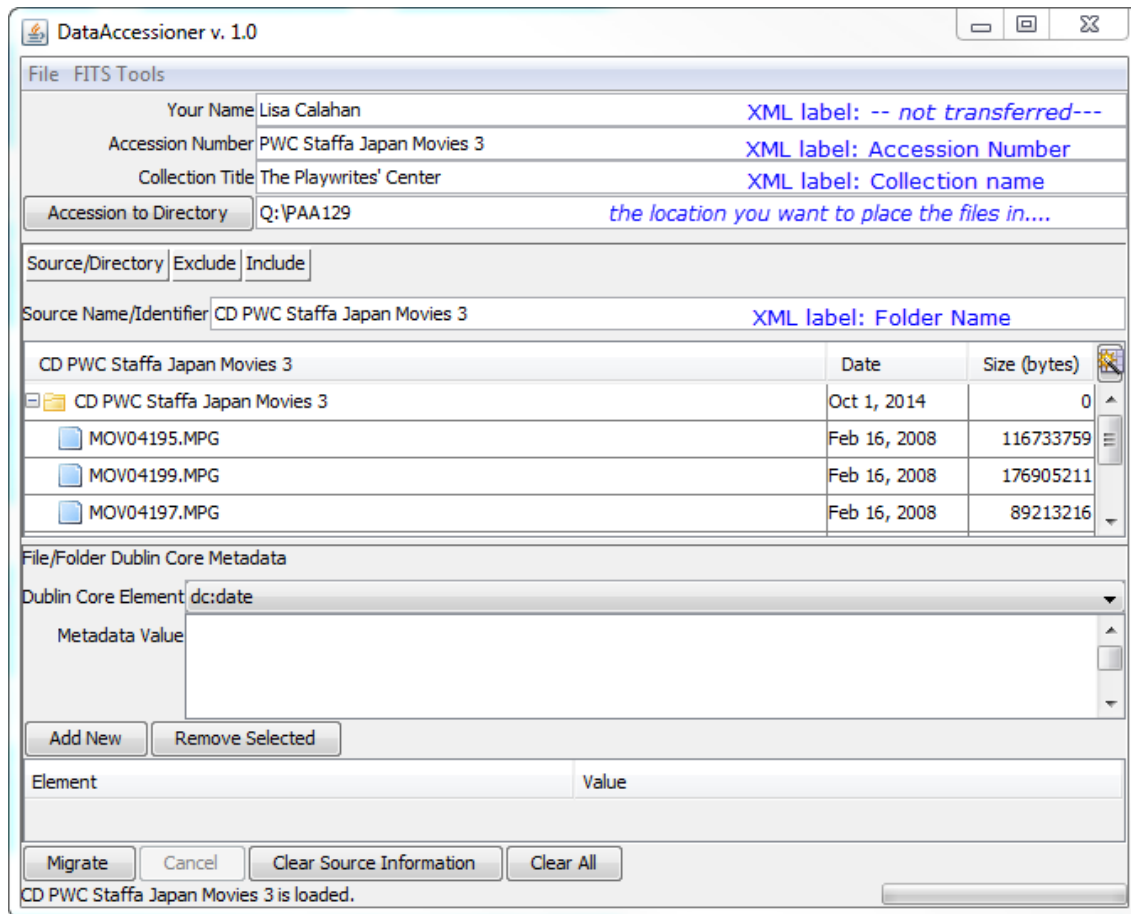 DataAccessioner v. 1.0
File FITS Tools
Your Name Lisa Calahan XML label: -- not transferred---
Accession Number PWC Staffa Japan Movies 3 XML label: Accession Number
Collection Title The Playwrites' Center XML label: Collection name
Accession to Directory Q:\PAA129 the location you want to place the files in....
Source/Directory Exclude Include
Source Name/Identifier CD PWC Staffa Japan Movies 3 XML label: Folder Name
CD PWC Staffa Japan Movies 3 Date Size (bytes)
CD PWC Staffa Japan Movies 3 Oct 1, 2014 0
MOV04195.MPG Feb 16, 2008 116733759
MOV04199.MPG Feb 16, 2008 176905211
MOV04197.MPG Feb 16, 2008 89213216
File/Folder Dublin Core Metadata
Dublin Core Element dc:date
Metadata Value
Add New Remove Selected
Element Value
Migrate Cancel Clear Source Information Clear All
CD PWC Staffa Japan Movies 3 is loaded.